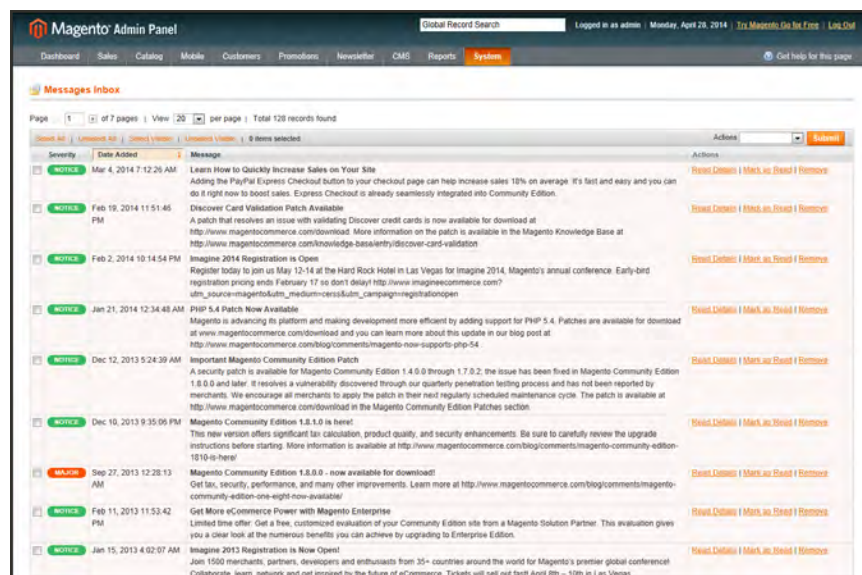 Magento Admin Panel
Global Record Search
Logged in as admin | Monday, April 28, 2014 | Try Magento Go for Free | Log Out
Dashboard Sales Catalog Mobile Customers Promotions Newsletter CMS Reports System
Get help for this page
Messages Inbox
Page 1 of 7 pages | View 20 per page | Total 128 records found
Select All | Unselect All | Select Visible | Unselect Visible | 0 items selected
Actions Submit
Severity Date Added Message Actions
NOTICE Mar 4, 2014 7:12:26 AM Learn How to Quickly Increase Sales on Your Site Read Details | Mark as Read | Remove
Adding the PayPal Express Checkout button to your checkout page can help increase sales 18% on average. It's fast and easy and you can
do it right now to boost sales. Express Checkout is already seamlessly integrated into Community Edition.
NOTICE Feb 19, 2014 11:51:46 Discover Card Validation Patch Available Read Details | Mark as Read | Remove
PM A patch that resolves an issue with validating Discover credit cards is now available for download at
http://www.magentocommerce.com/download. More information on the patch is available in the Magento Knowledge Base at
http://www.magentocommerce.com/knowledge-base/entry/discover-card-validation
NOTICE Feb 2, 2014 10:14:54 PM Imagine 2014 Registration is Open Read Details | Mark as Read | Remove
Register today to join us May 12-14 at the Hard Rock Hotel in Las Vegas for Imagine 2014, Magento's annual conference. Early-bird
registration pricing ends February 17 so don't delay! http://www.imagineecommerce.com?
utm_source=magento&utm_medium=cerss&utm_campaign=registrationopen
NOTICE Jan 21, 2014 12:34:48 AM PHP 5.4 Patch Now Available Read Details | Mark as Read | Remove
Magento is advancing its platform and making development more efficient by adding support for PHP 5.4. Patches are available for download
at www.magentocommerce.com/download and you can learn more about this update in our blog post at
http://www.magentocommerce.com/blog/comments/magento-now-supports-php-54
NOTICE Dec 12, 2013 5:24:39 AM Important Magento Community Edition Patch Read Details | Mark as Read | Remove
A security patch is available for Magento Community Edition 1.4.0.0 through 1.7.0.2; the issue has been fixed in Magento Community Edition
1.8.0.0 and later. It resolves a vulnerability discovered through our quarterly penetration testing process and has not been reported by
merchants. We encourage all merchants to apply the patch in their next regularly scheduled maintenance cycle. The patch is available at
http://www.magentocommerce.com/download in the Magento Community Edition Patches section.
NOTICE Dec 10, 2013 9:35:06 PM Magento Community Edition 1.8.1.0 is here! Read Details | Mark as Read | Remove
This new version offers significant tax calculation, product quality, and security enhancements. Be sure to carefully review the upgrade
instructions before starting. More information is available at http://www.magentocommerce.com/blog/comments/magento-community-edition-
1810-is-here/
MAJOR Sep 27, 2013 12:28:13 Magento Community Edition 1.8.0.0 - now available for download! Read Details | Mark as Read | Remove
AM Get tax, security, performance, and many other improvements. Learn more at http://www.magentocommerce.com/blog/comments/magento-
community-edition-one-eight-now-available/
NOTICE Feb 11, 2013 11:53:42 Get More eCommerce Power with Magento Enterprise Read Details | Mark as Read | Remove
PM Limited time offer: Get a free, customized evaluation of your Community Edition site from a Magento Solution Partner. This evaluation gives
you a clear look at the numerous benefits you can achieve by upgrading to Enterprise Edition.
NOTICE Jan 15, 2013 4:02:07 AM Imagine 2013 Registration is Now Open! Read Details | Mark as Read | Remove
Join 1500 merchants, partners, developers and enthusiasts from 35+ countries around the world for Magento's premier global conference!
Collaborate, learn, network and get inspired by the future of eCommerce. Tickets will sell out fast! April 8th – 10th in Las Vegas.